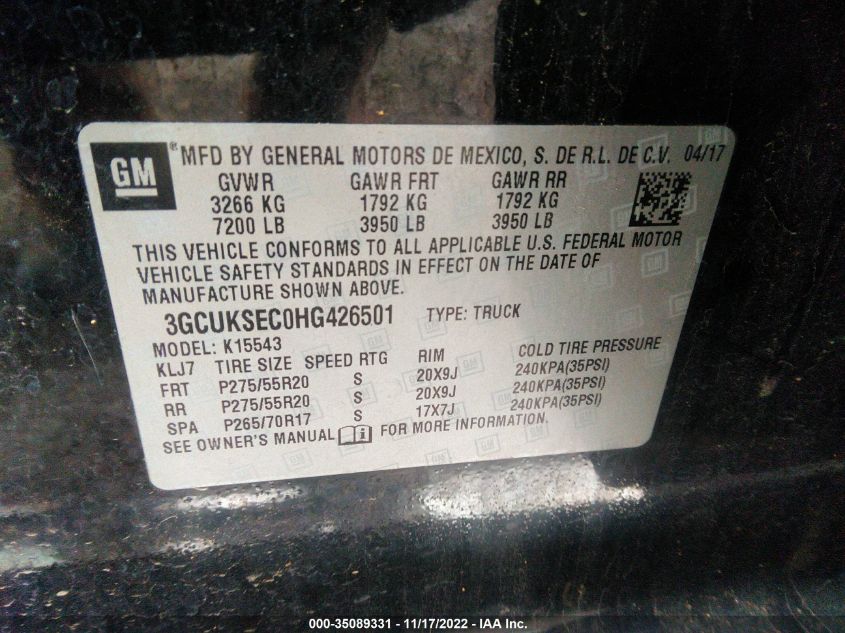 GM ® MFD BY GENERAL MOTORS DE MEXICO, S. DE R.L. DE C.V. 04/17
GVWR GAWR FRT GAWR RR
3266 KG 1792 KG 1792 KG
7200 LB 3950 LB 3950 LB
THIS VEHICLE CONFORMS TO ALL APPLICABLE U.S. FEDERAL MOTOR
VEHICLE SAFETY STANDARDS IN EFFECT ON THE DATE OF
MANUFACTURE SHOWN ABOVE.
3GCUKSEC0HG426501 TYPE: TRUCK
MODEL: K15543
KLJ7 TIRE SIZE SPEED RTG RIM COLD TIRE PRESSURE
FRT P275/55R20 S 20X9J 240KPA(35PSI)
RR P275/55R20 S 20X9J 240KPA(35PSI)
SPA P265/70R17 S 17X7J 240KPA(35PSI)
SEE OWNER'S MANUAL FOR MORE INFORMATION.
000-35089331 - 11/17/2022 - IAA Inc.